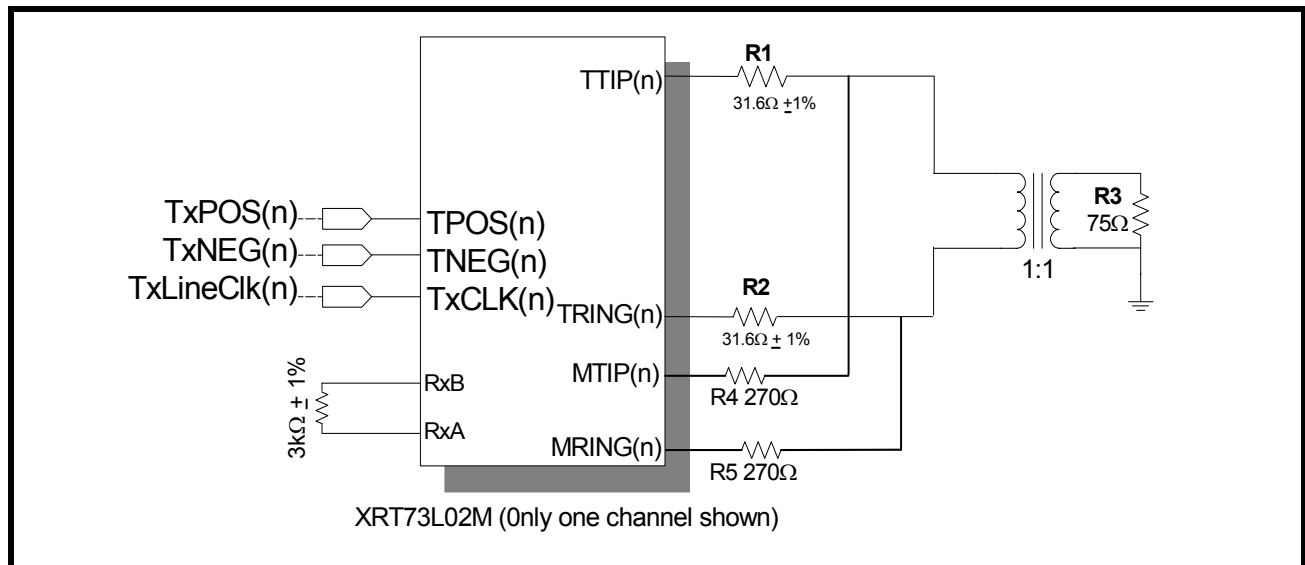 R1
TTIP(n)
31.6Ω ±1%
TxPOS(n)
TPOS(n)
TxNEG(n)
TNEG(n)
TxLineClk(n)
TxCLK(n)
R3
75Ω
1:1
TRING(n)
R2
31.6Ω ± 1%
MTIP(n)
R4 270Ω
3kΩ ± 1%
RxB
RxA
MRING(n)
R5 270Ω
XRT73L02M (0nly one channel shown)